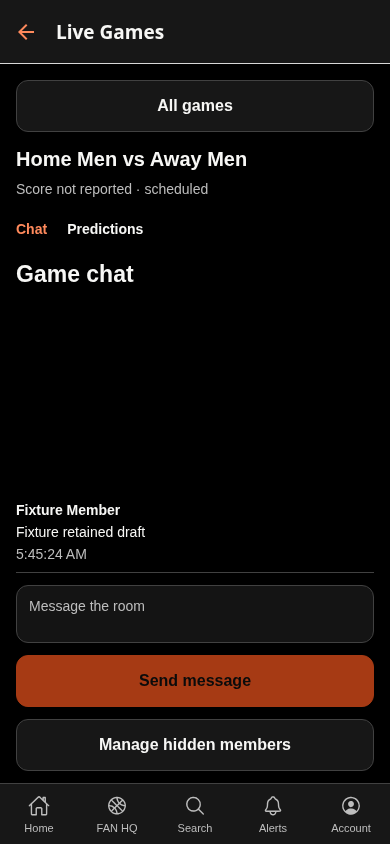 Live Games
All games
Home Men vs Away Men
Score not reported · scheduled
Chat Predictions
Game chat
Fixture Member
Fixture retained draft
5:45:24 AM
Message the room
Send message
Manage hidden members
Home FAN HQ Search Alerts Account